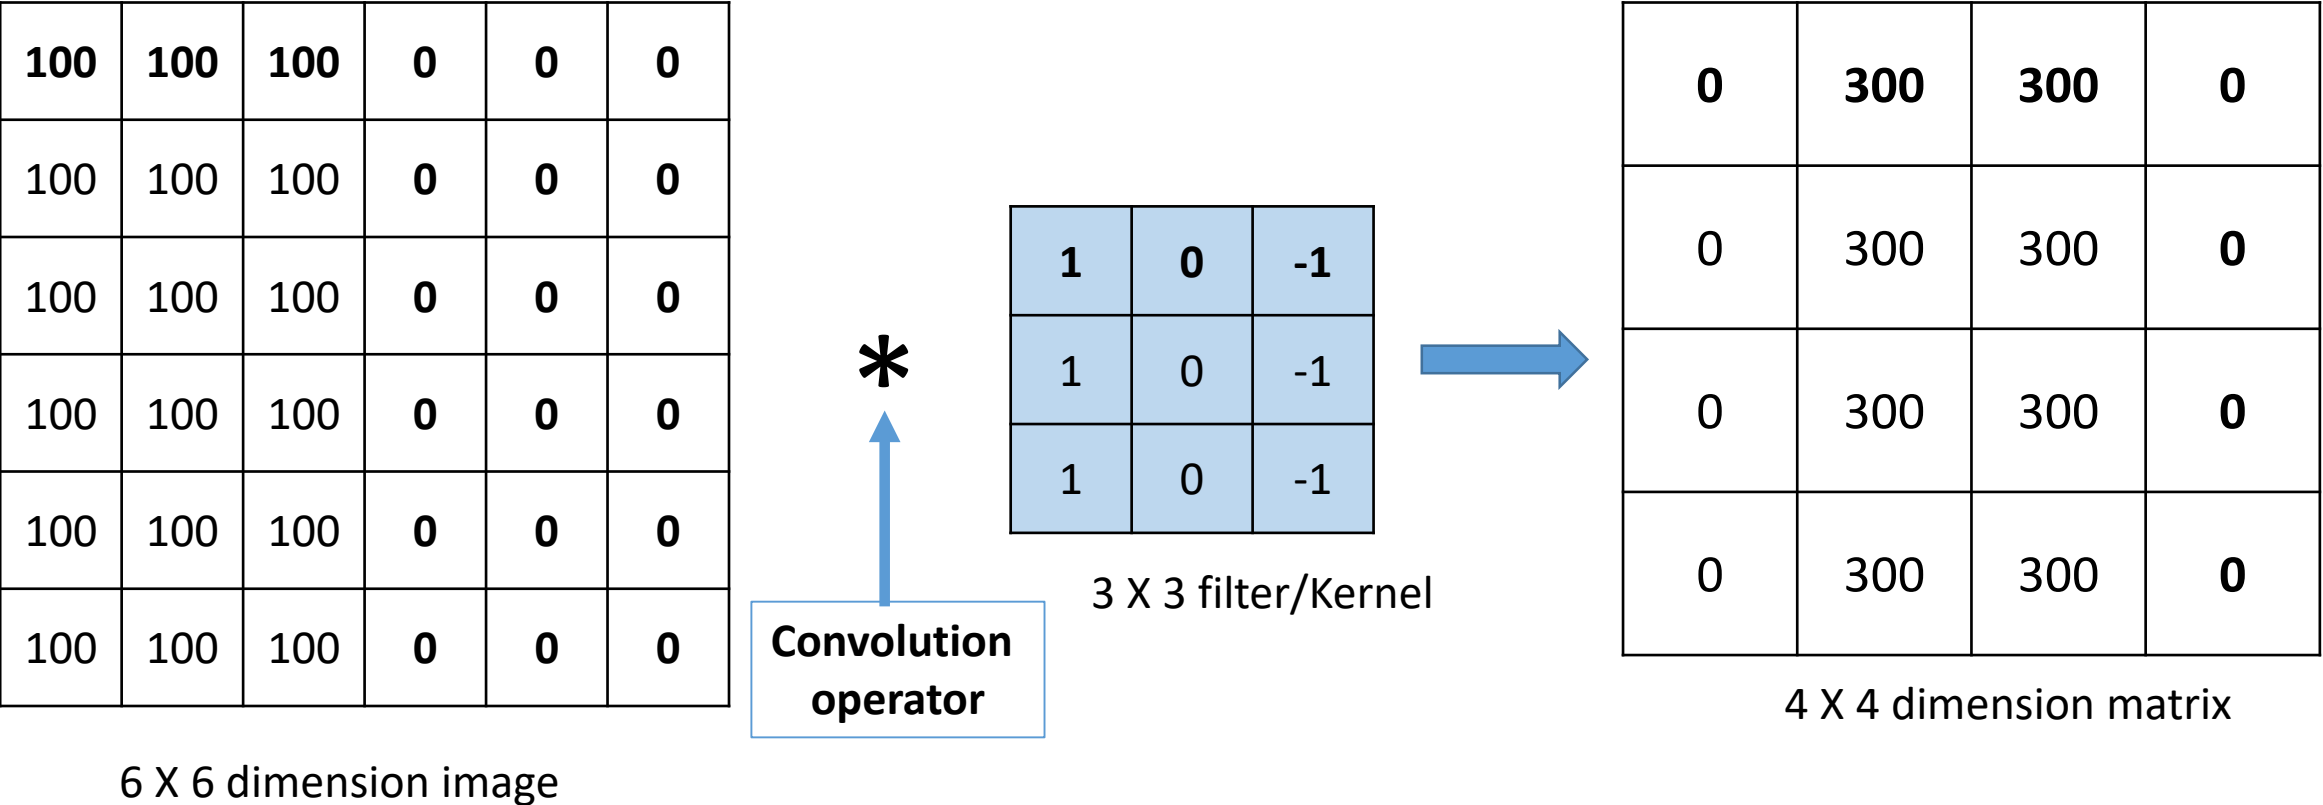 100 100 100 0 0 0
100 100 100 0 0 0
100 100 100 0 0 0
100 100 100 0 0 0
100 100 100 0 0 0
100 100 100 0 0 0
6 X 6 dimension image
*
Convolution
operator
1 0 -1
1 0 -1
1 0 -1
3 X 3 filter/Kernel
0 300 300 0
0 300 300 0
0 300 300 0
0 300 300 0
4 X 4 dimension matrix